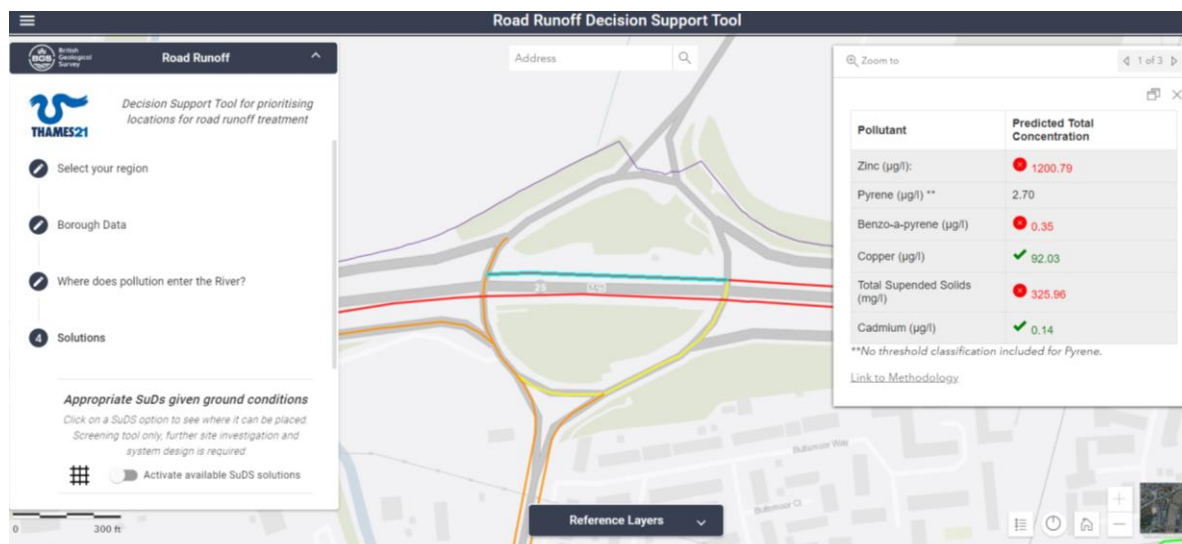 Road Runoff Decision Support Tool
BGS
British
Geological
Survey
Road Runoff
THAMES21
Decision Support Tool for prioritising
locations for road runoff treatment
Select your region
Borough Data
Where does pollution enter the River?
4 Solutions
Appropriate SuDs given ground conditions
Click on a SuDS option to see where it can be placed.
Screening tool only, further site investigation and
system design is required
Activate available SuDS solutions
0 300 ft
Address
25 M25
Bullsmoor Way
Reference Layers
Zoom to 1 of 3
Pollutant Predicted Total
Concentration
Zinc (µg/l): 1200.79
Pyrene (µg/l) ** 2.70
Benzo-a-pyrene (µg/l) 0.35
Copper (µg/l) 92.03
Total Supended Solids
(mg/l) 325.96
Cadmium (µg/l) 0.14
**No threshold classification included for Pyrene.
Link to Methodology